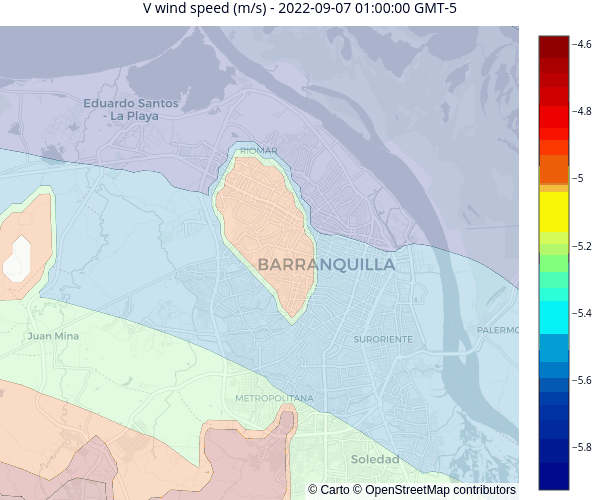 V wind speed (m/s) - 2022-09-07 01:00:00 GMT-5
−4.6
Eduardo Santos
- La Playa
−4.8
RIOMAR
−5
−5.2
BARRANQUILLA
−5.4
Juan Mina
SURORIENTE
PALERMO
−5.6
METROPOLITANA
−5.8
Soledad
© Carto © OpenStreetMap contributors